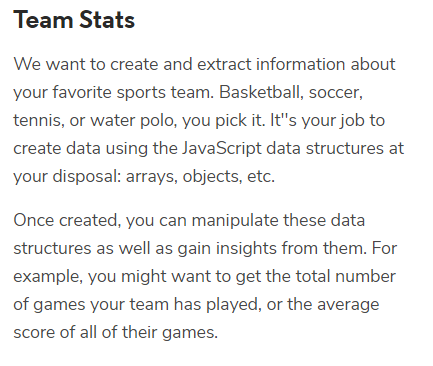 Team Stats
We want to create and extract information about
your favorite sports team. Basketball, soccer,
tennis, or water polo, you pick it. It"s your job to
create data using the JavaScript data structures at
your disposal: arrays, objects, etc.
Once created, you can manipulate these data
structures as well as gain insights from them. For
example, you might want to get the total number
of games your team has played, or the average
score of all of their games.